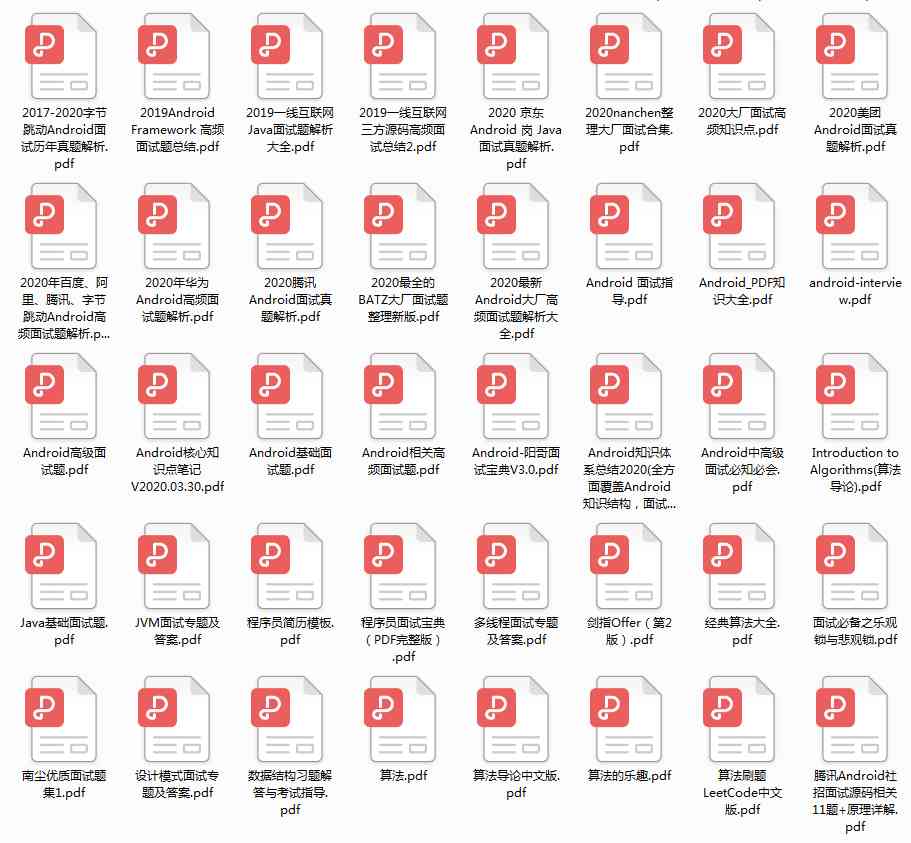 2017-2020字节
跳动Android面
试历年真题解析.
pdf
2019Android
Framework 高频
面试题总结.pdf
2019一线互联网
Java面试题解析
大全.pdf
2019一线互联网
三方源码高频面
试总结2.pdf
2020 京东
Android 岗 Java
面试真题解析.
pdf
2020nanchen整
理大厂面试合集.
pdf
2020大厂面试高
频知识点.pdf
2020美团
Android面试真
题解析.pdf
2020年百度、阿
里、腾讯、字节
跳动Android高
频面试题解析.p...
2020年华为
Android高频面
试题解析.pdf
2020腾讯
Android面试真
题解析.pdf
2020最全的
BATZ大厂面试题
整理新版.pdf
2020最新
Android大厂高
频面试题解析大
全.pdf
Android 面试指
导.pdf
Android_PDF知
识大全.pdf
android-intervie
w.pdf
Android高级面
试题.pdf
Android核心知
识点笔记
V2020.03.30.pdf
Android基础面
试题.pdf
Android相关高
频面试题.pdf
Android-阳哥面
试宝典V3.0.pdf
Android知识体
系总结2020(全方
面覆盖Android
知识结构，面试...
Android中高级
面试必知必会.
pdf
Introduction to
Algorithms(算法
导论).pdf
Java基础面试题.
pdf
JVM面试专题及
答案.pdf
程序员简历模板.
pdf
程序员面试宝典
（PDF完整版）
.pdf
多线程面试专题
及答案.pdf
剑指Offer（第2
版）.pdf
经典算法大全.
pdf
面试必备之乐观
锁与悲观锁.pdf
南尘优质面试题
集1.pdf
设计模式面试专
题及答案.pdf
数据结构习题解
答与考试指导.
pdf
算法.pdf
算法导论中文版.
pdf
算法的乐趣.pdf
算法刷题
LeetCode中文
版.pdf
腾讯Android社
招面试源码相关
11题+原理详解.
pdf